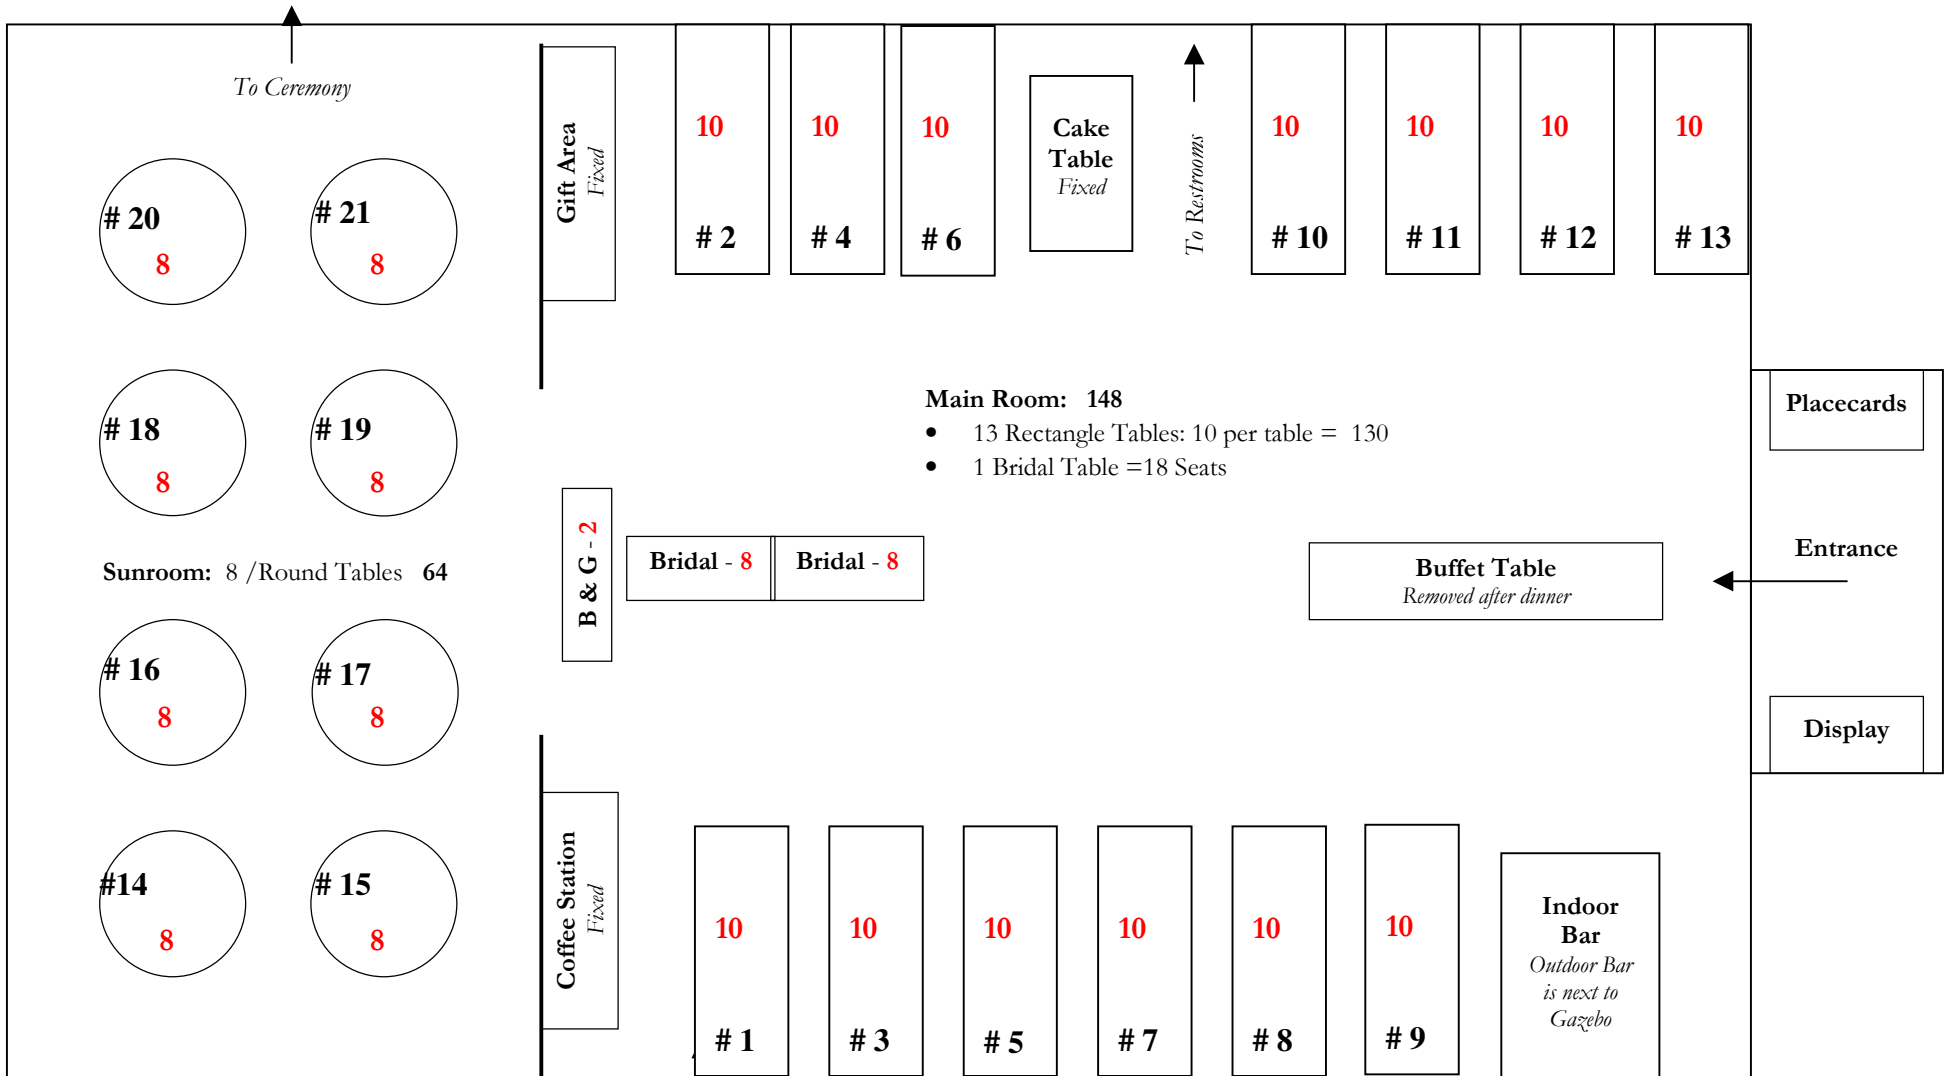 To Ceremony
# 20
8
# 21
8
# 18
8
# 19
8
Sunroom: 8 /Round Tables 64
# 16
8
# 17
8
#14
8
# 15
8
Gift Area
Fixed
10
# 2
10
# 4
10
# 6
Cake
Table
Fixed
To Restrooms
10
# 10
10
# 11
10
# 12
10
# 13
Main Room: 148
• 13 Rectangle Tables: 10 per table = 130
• 1 Bridal Table =18 Seats
B & G - 2
Bridal - 8
Bridal - 8
Buffet Table
Removed after dinner
Placecards
Entrance
Display
Coffee Station
Fixed
10
# 1
10
# 3
10
# 5
10
# 7
10
# 8
10
# 9
Indoor
Bar
Outdoor Bar
is next to
Gazebo